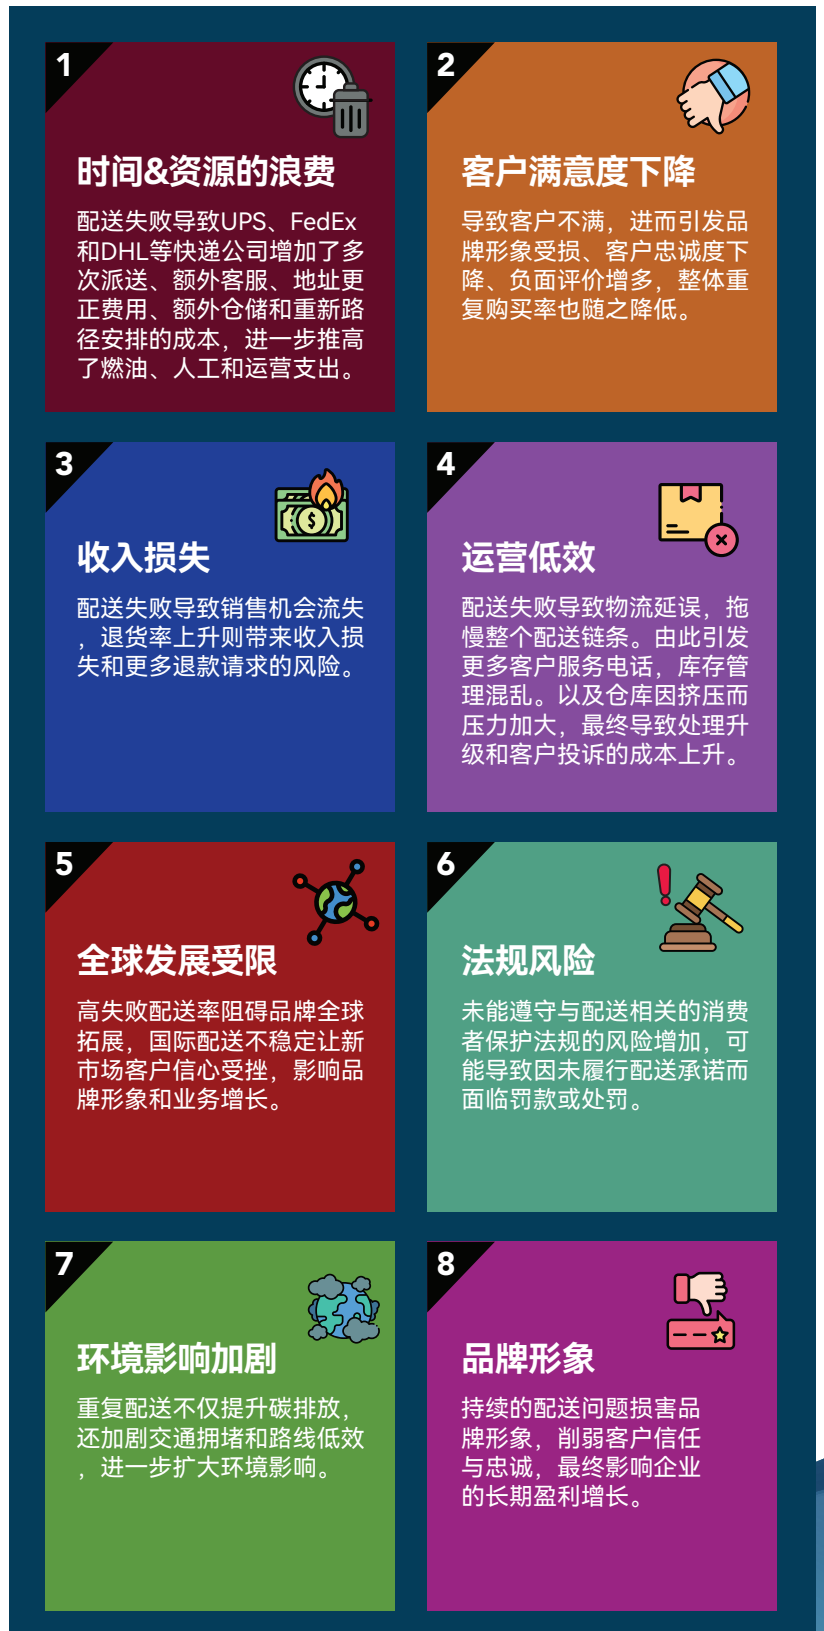 1
时间&资源的浪费
配送失败导致UPS、FedEx
和DHL等快递公司增加了多
次派送、额外客服、地址更
正费用、额外仓储和重新路
径安排的成本，进一步推高
了燃油、人工和运营支出。
2
客户满意度下降
导致客户不满，进而引发品
牌形象受损、客户忠诚度下
降、负面评价增多，整体重
复购买率也随之降低。
3
收入损失
配送失败导致销售机会流失
，退货率上升则带来收入损
失和更多退款请求的风险。
4
运营低效
配送失败导致物流延误，拖
慢整个配送链条。由此引发
更多客户服务电话，库存管
理混乱。以及仓库因挤压而
压力加大，最终导致处理升
级和客户投诉的成本上升。
5
全球发展受限
高失败配送率阻碍品牌全球
拓展，国际配送不稳定让新
市场客户信心受挫，影响品
牌形象和业务增长。
6
法规风险
未能遵守与配送相关的消费
者保护法规的风险增加，可
能导致因未履行配送承诺而
面临罚款或处罚。
7
环境影响加剧
重复配送不仅提升碳排放，
还加剧交通拥堵和路线低效
，进一步扩大环境影响。
8
品牌形象
持续的配送问题损害品
牌形象，削弱客户信任
与忠诚，最终影响企业
的长期盈利增长。